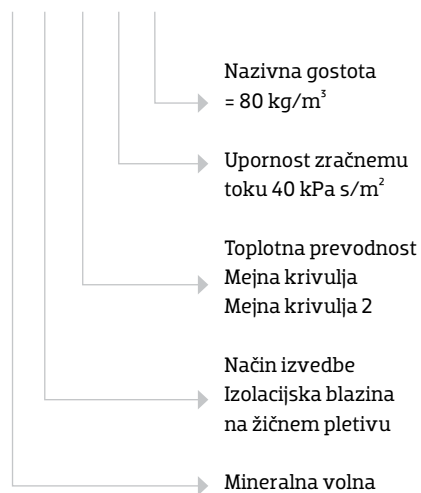 Nazivna gostota
= 80 kg/m³
Upornost zračnemu
toku 40 kPa s/m²
Toplotna prevodnost
Mejna krivulja
Mejna krivulja 2
Način izvedbe
Izolacijska blazina
na žičnem pletivu
Mineralna volna